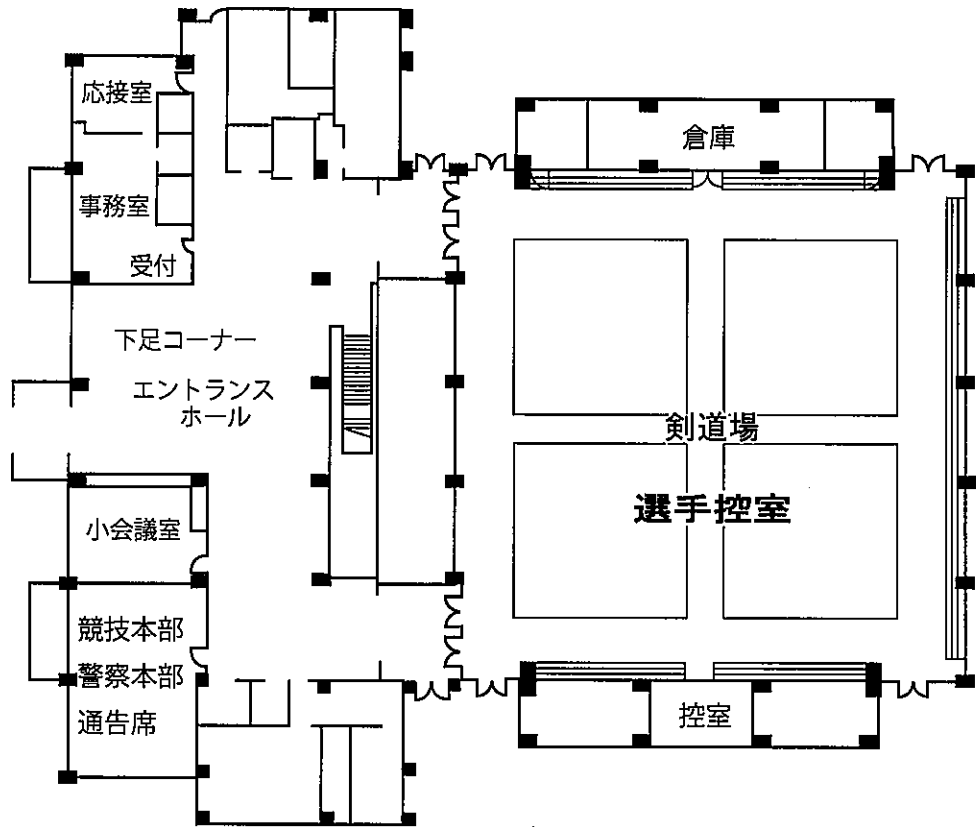 応接室
倉庫
事務室
受付
下足コーナー
エントランス
ホール
剣道場
選手控室
小会議室
競技本部
警察本部
通告席
控室